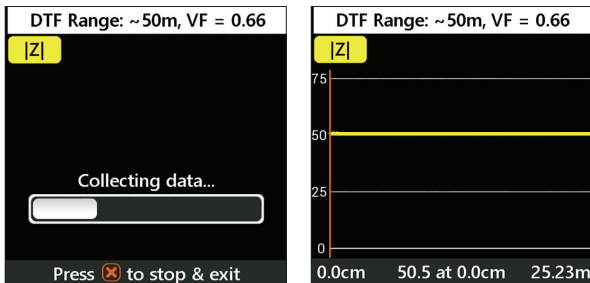 DTF Range: ~50m, VF = 0.66
|Z|
Collecting data...
Press to stop & exit
DTF Range: ~50m, VF = 0.66
|Z|
75
50
25
0
0.0cm 50.5 at 0.0cm 25.23m